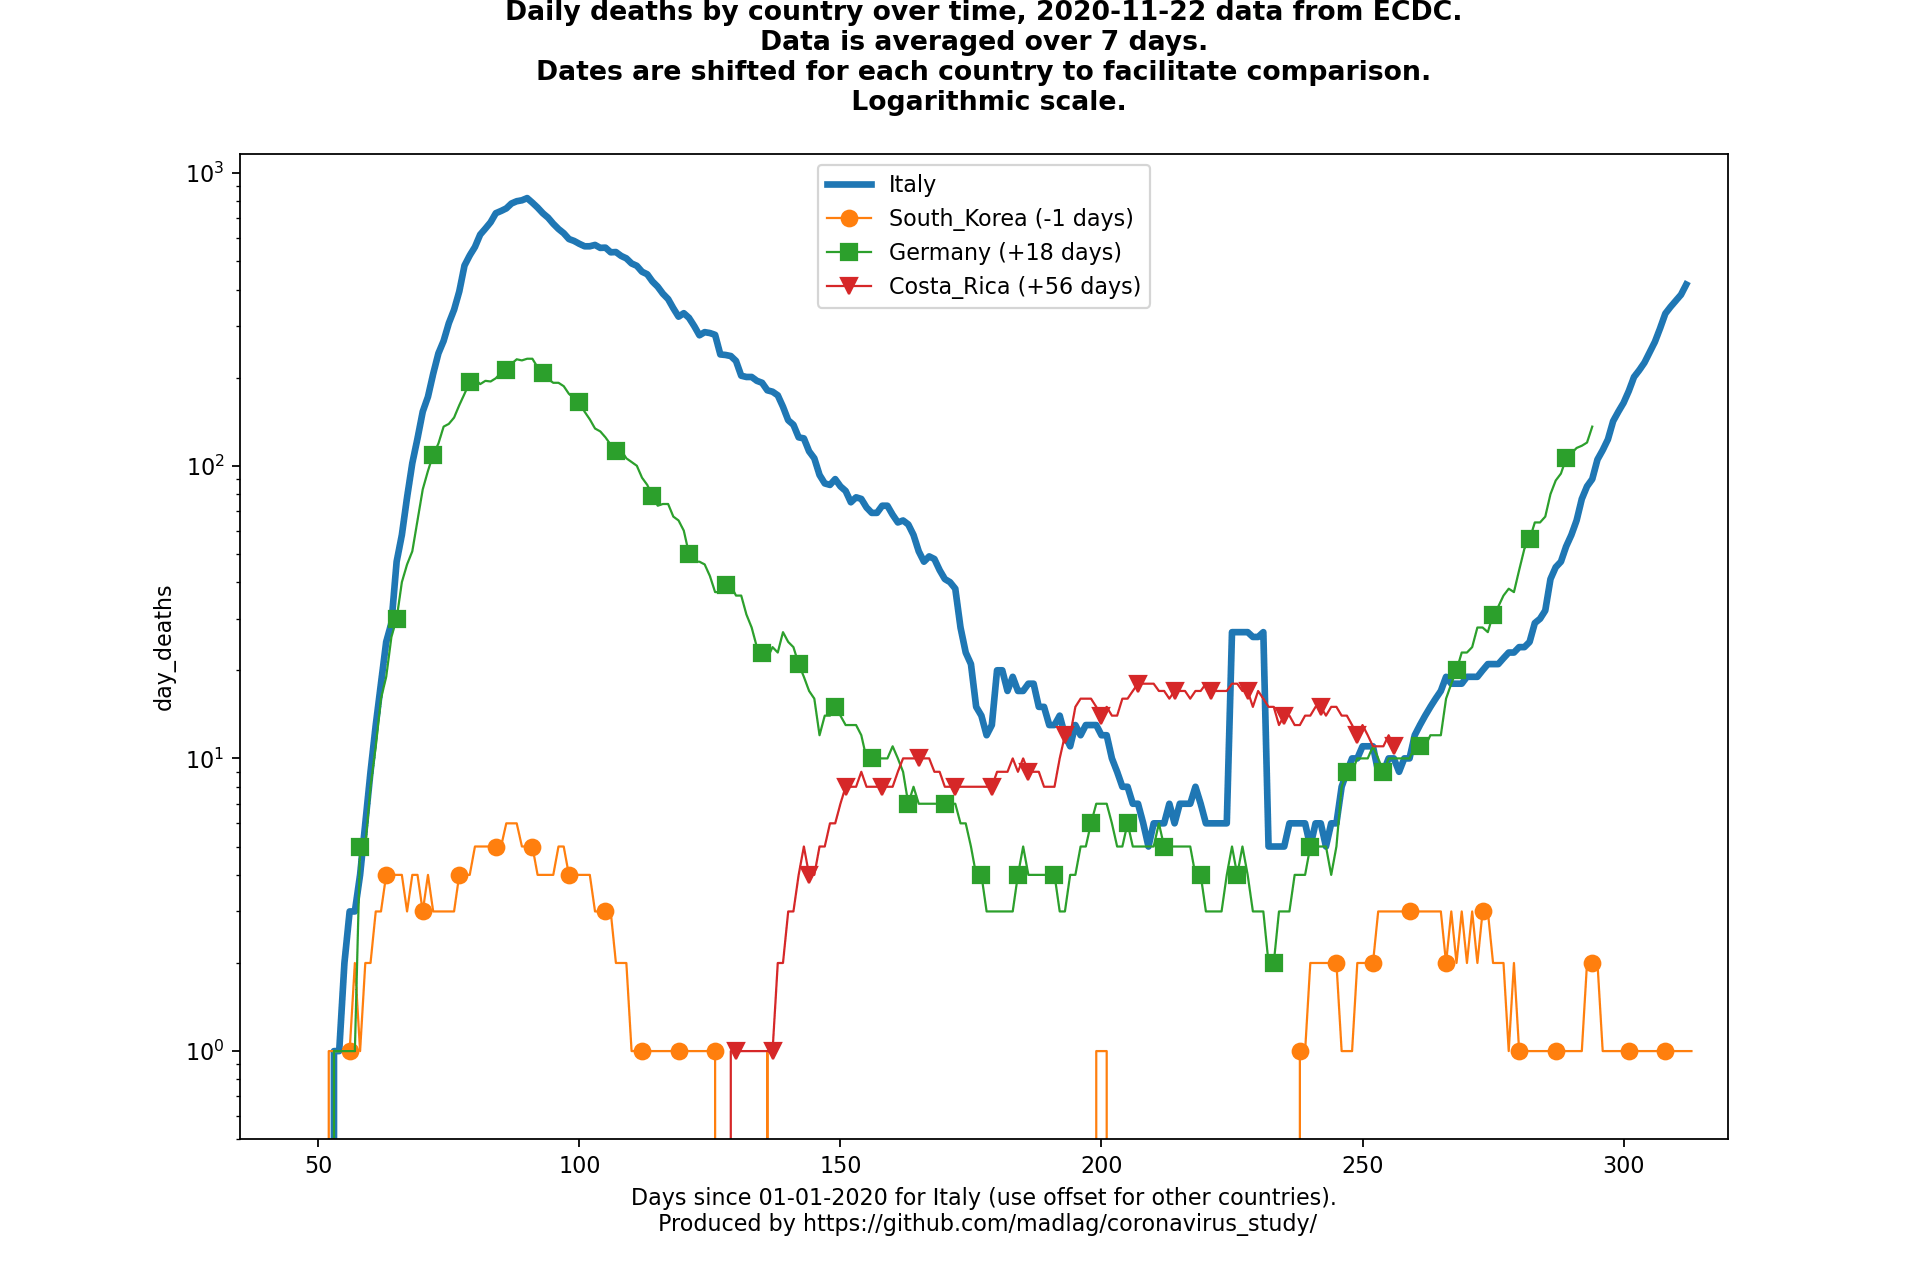 Daily deaths by country over time, 2020-11-22 data from ECDC.
Data is averaged over 7 days.
Dates are shifted for each country to facilitate comparison.
Logarithmic scale.
Italy
South_Korea (-1 days)
Germany (+18 days)
Costa_Rica (+56 days)
10³
10²
10¹
10⁰
day_deaths
50 100 150 200 250 300
Days since 01-01-2020 for Italy (use offset for other countries).
Produced by https://github.com/madlag/coronavirus_study/